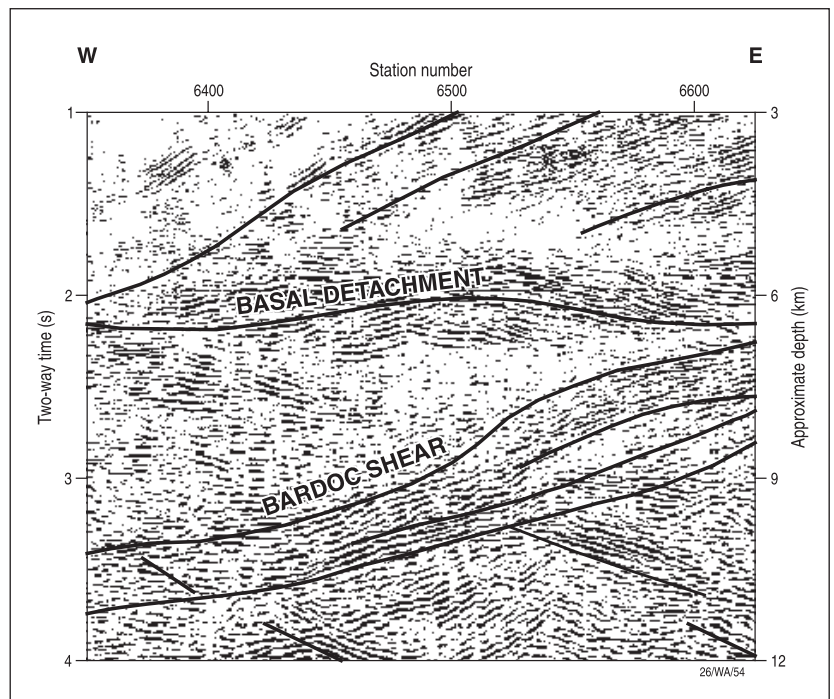 W
E
Station number
6400
6500
6600
1
3
BASAL DETACHMENT
2
6
Two-way time (s)
Approximate depth (km)
BARDOC SHEAR
3
9
4
12
26/WA/54